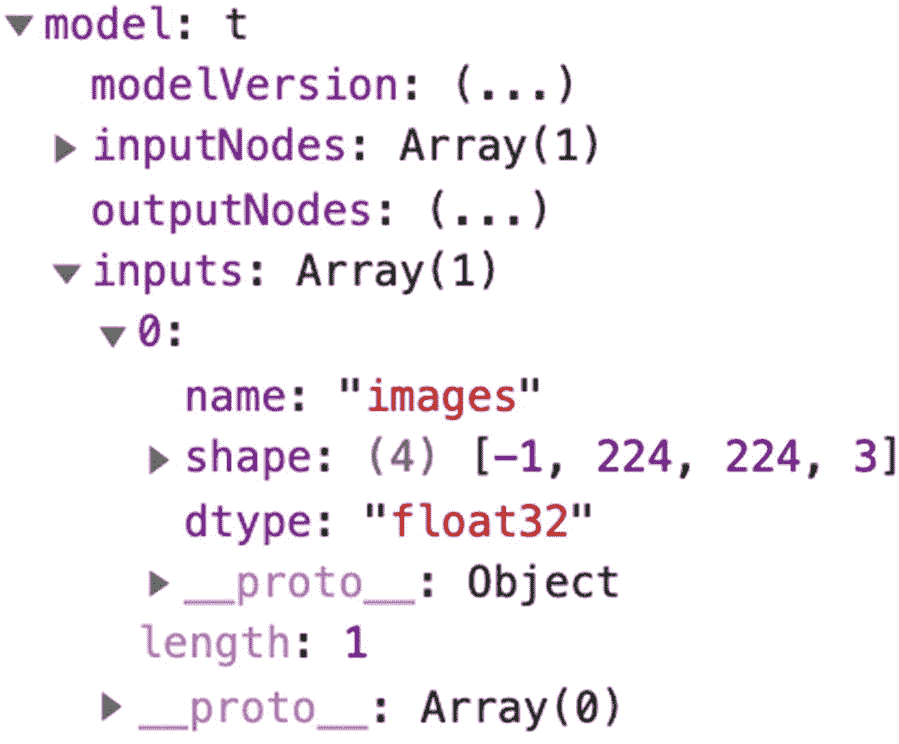 ▼ model: t
modelVersion: (...)
▶ inputNodes: Array(1)
outputNodes: (...)
▼ inputs: Array(1)
▼ 0:
name: "images"
▶ shape: (4) [-1, 224, 224, 3]
dtype: "float32"
▶ __proto__: Object
length: 1
▶ __proto__: Array(0)